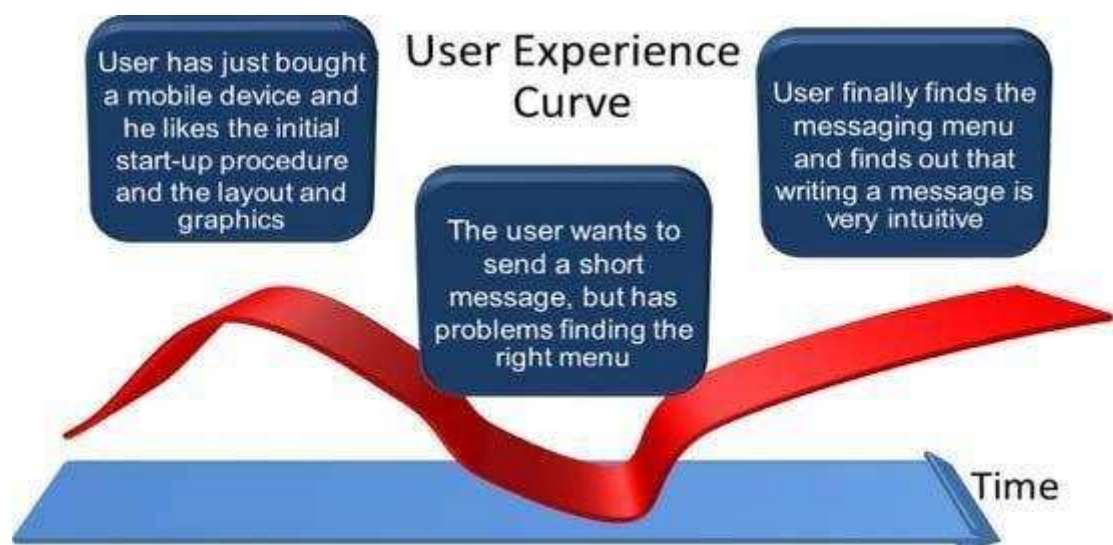 User has just bought
a mobile device and
he likes the initial
start-up procedure
and the layout and
graphics
User Experience
Curve
The user wants to
send a short
message, but has
problems finding the
right menu
User finally finds the
messaging menu
and finds out that
writing a message is
very intuitive
Time